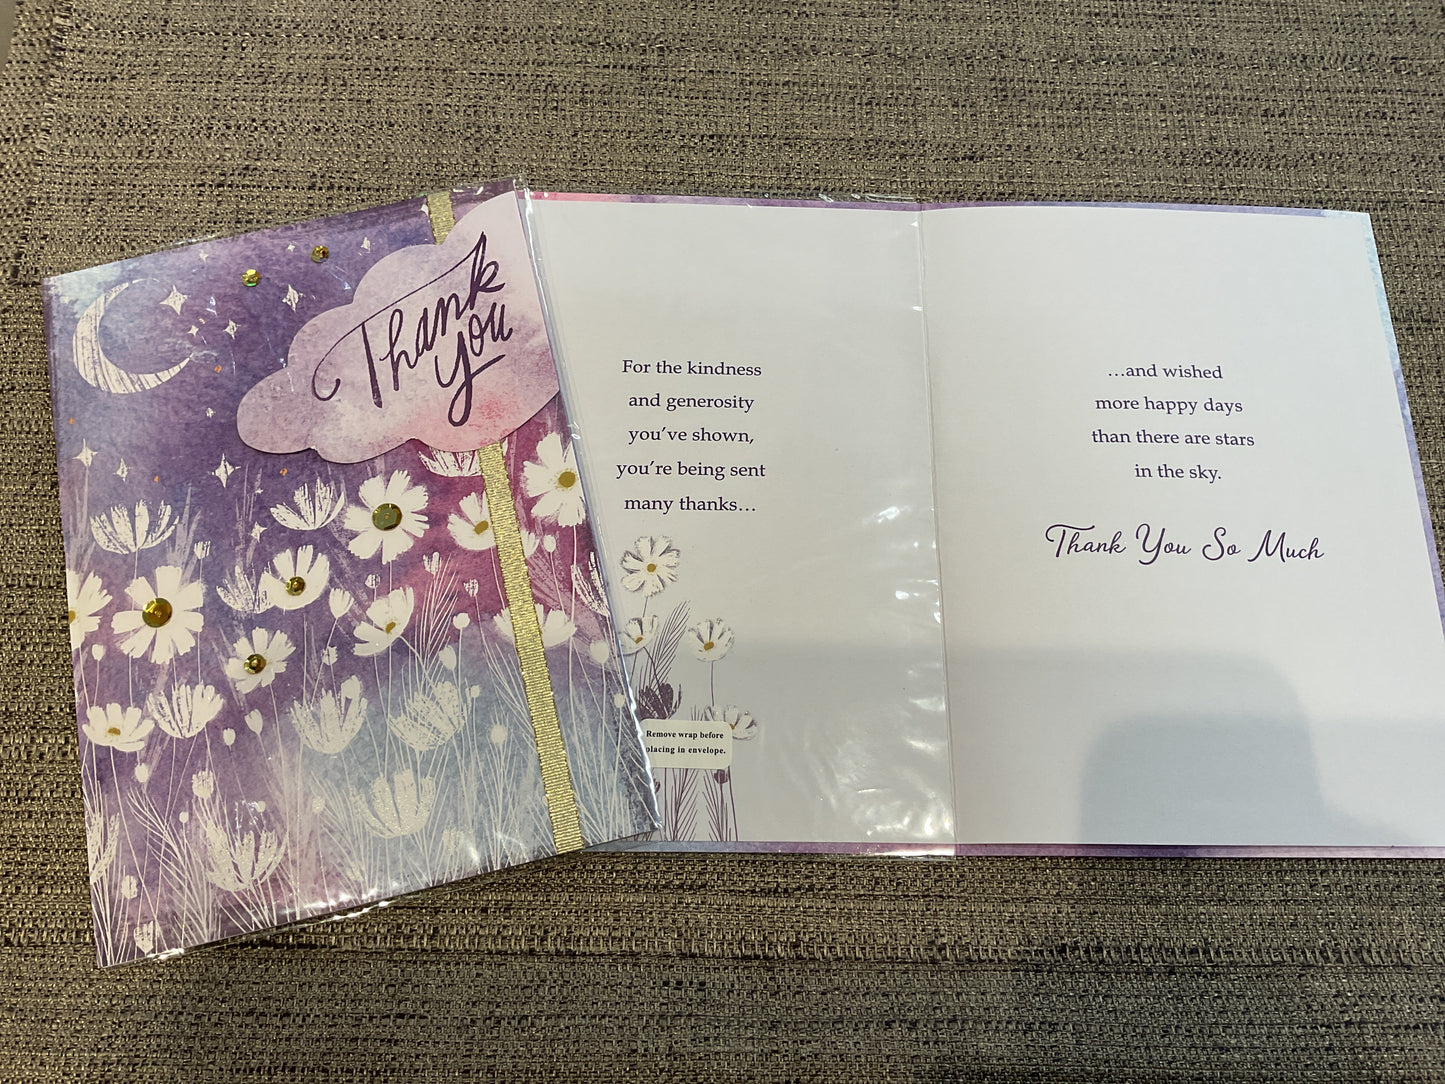 Thank
you
For the kindness
and generosity
you've shown,
you're being sent
many thanks...
Remove wrap before
placing in envelope.
...and wished
more happy days
than there are stars
in the sky.
Thank You So Much